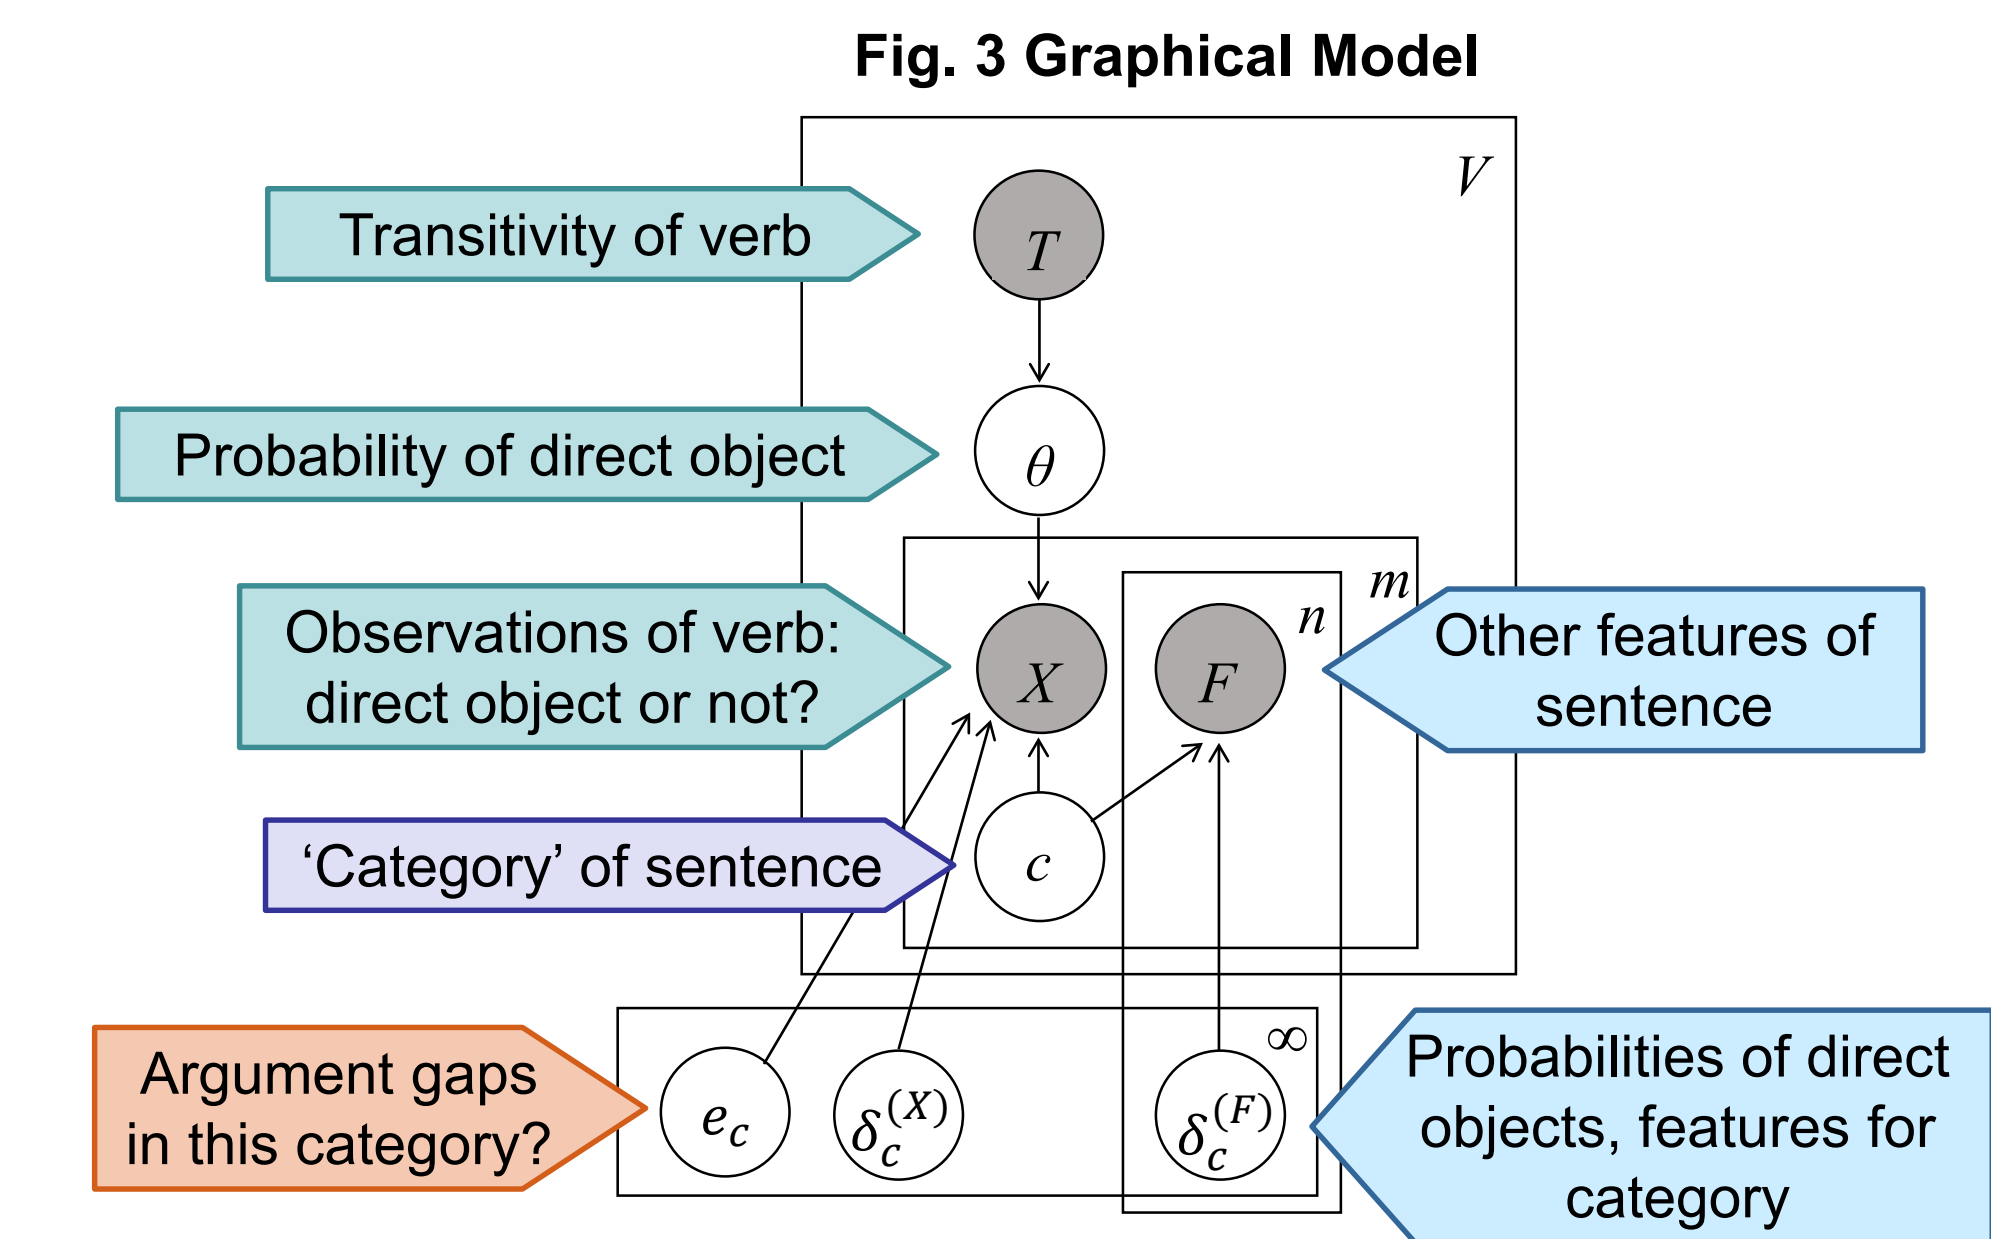 Fig. 3 Graphical Model
V
Transitivity of verb
T
Probability of direct object
θ
m
n
Observations of verb:
direct object or not?
X
F
Other features of
sentence
‘Category’ of sentence
c
∞
Argument gaps
in this category?
e_c
δ_c^(X)
δ_c^(F)
Probabilities of direct
objects, features for
category